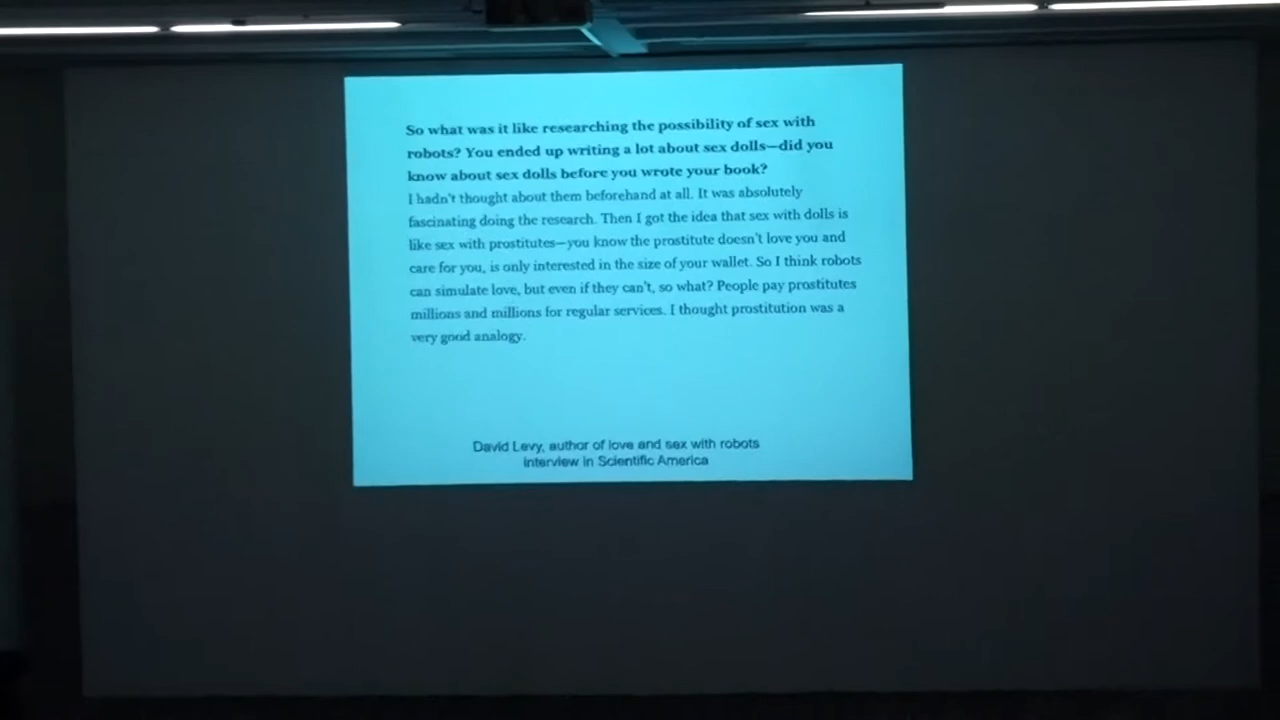 So what was it like researching the possibility of sex with
robots? You ended up writing a lot about sex dolls—did you
know about sex dolls before you wrote your book?
I hadn't thought about them beforehand at all. It was absolutely
fascinating doing the research. Then I got the idea that sex with dolls is
like sex with prostitutes—you know the prostitute doesn't love you and
care for you, is only interested in the size of your wallet. So I think robots
can simulate love, but even if they can't, so what? People pay prostitutes
millions and millions for regular services. I thought prostitution was a
very good analogy.
David Levy, author of love and sex with robots
interview in Scientific America